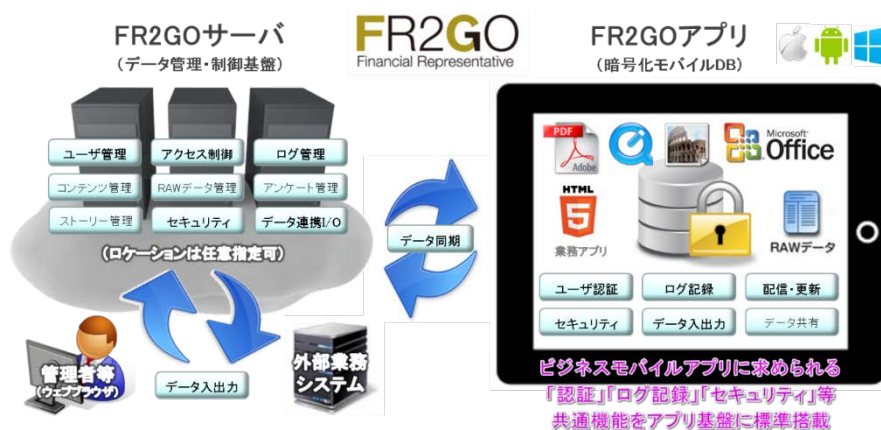 FR2GOサーバ
(データ管理・制御基盤)
FR2GO
Financial Representative
FR2GOアプリ
(暗号化モバイルDB)
ユーザ管理
アクセス制御
ログ管理
コンテンツ管理
RAWデータ管理
アンケート管理
ストーリー管理
セキュリティ
データ連携I/O
(ロケーションは任意指定可)
管理者等
(ウェブブラウザ)
データ入出力
外部業務
システム
データ同期
PDF
Adobe
Microsoft
Office
HTML
5
業務アプリ
RAWデータ
ユーザ認証
ログ記録
配信・更新
セキュリティ
データ入出力
データ共有
ビジネスモバイルアプリに求められる
「認証」「ログ記録」「セキュリティ」等
共通機能をアプリ基盤に標準搭載